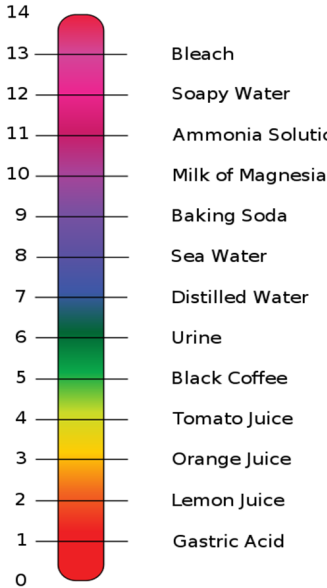 14
13 Bleach
12 Soapy Water
11 Ammonia Solutio
10 Milk of Magnesia
9 Baking Soda
8 Sea Water
7 Distilled Water
6 Urine
5 Black Coffee
4 Tomato Juice
3 Orange Juice
2 Lemon Juice
1 Gastric Acid
0